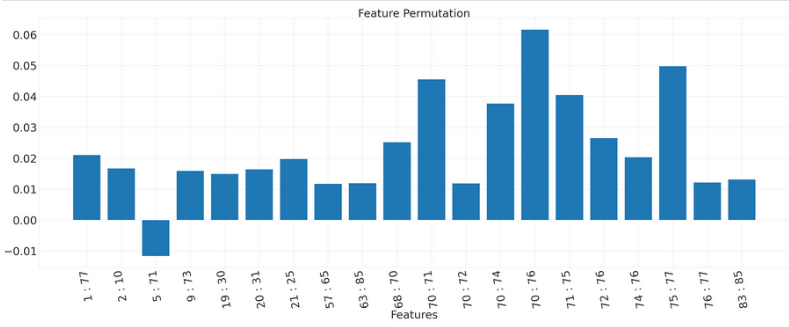 Feature Permutation
0.06
0.05
0.04
0.03
0.02
0.01
0.00
−0.01
1 : 77
2 : 10
5 : 71
9 : 73
19 : 30
20 : 31
21 : 25
57 : 65
63 : 85
68 : 70
70 : 71
70 : 72
70 : 74
70 : 76
71 : 75
72 : 76
74 : 76
75 : 77
76 : 77
83 : 85
Features